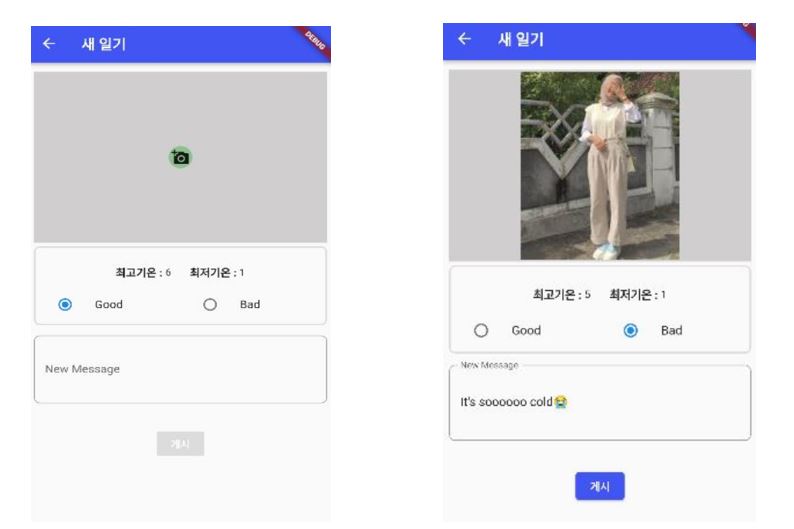 새 일기
DEBUG
최고기온 : 6 최저기온 : 1
Good Bad
New Message
게시
새 일기
최고기온 : 5 최저기온 : 1
Good Bad
New Message
It's soooooo cold😭
게시